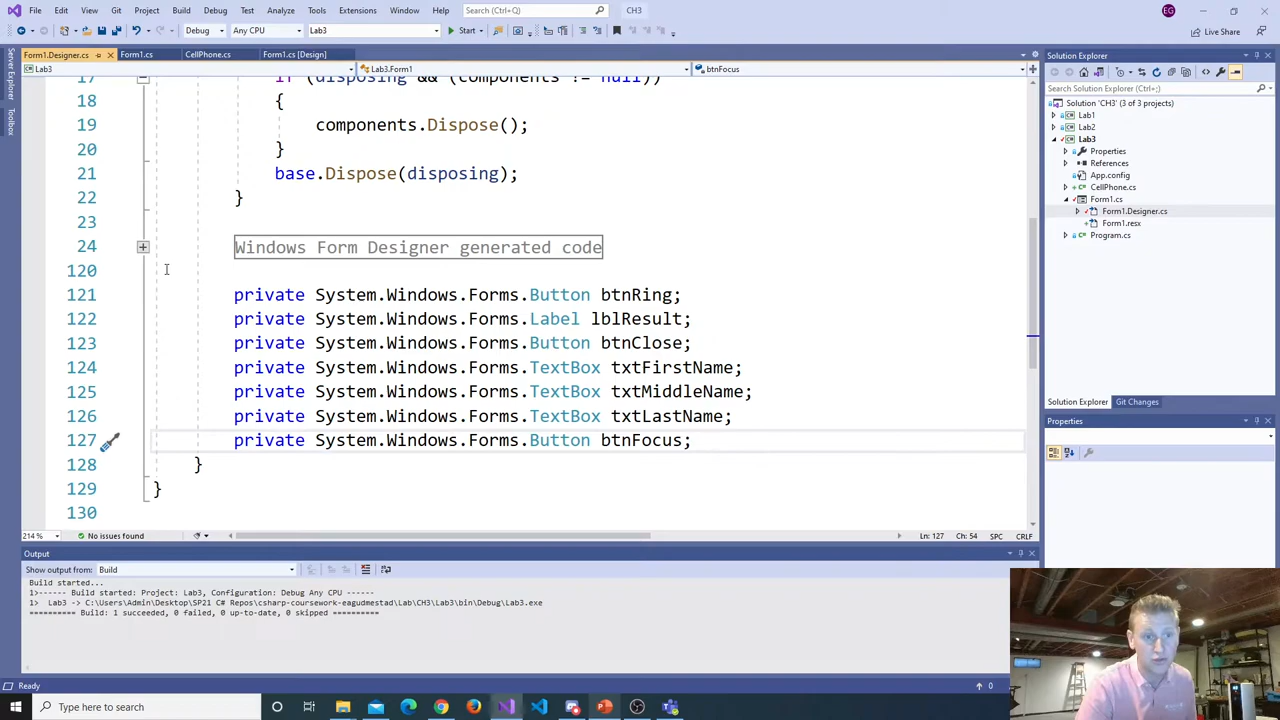 File Edit View Git Project Build Debug Test Analyze Tools Extensions Window Help Search (Ctrl+Q) CH3 EG
Debug Any CPU Lab3 Start Live Share
Form1.Designer.cs Form1.cs CellPhone.cs Form1.cs [Design]
Lab3 Lab3.Form1 btnFocus
Server Explorer
Toolbox
17 if (disposing && (components != null))
18 {
19 components.Dispose();
20 }
21 base.Dispose(disposing);
22 }
23
24 Windows Form Designer generated code
120
121 private System.Windows.Forms.Button btnRing;
122 private System.Windows.Forms.Label lblResult;
123 private System.Windows.Forms.Button btnClose;
124 private System.Windows.Forms.TextBox txtFirstName;
125 private System.Windows.Forms.TextBox txtMiddleName;
126 private System.Windows.Forms.TextBox txtLastName;
127 private System.Windows.Forms.Button btnFocus;
128 }
129 }
130
214 % No issues found Ln: 127 Ch: 54 SPC CRLF
Output
Show output from: Build
Build started...
1>------ Build started: Project: Lab3, Configuration: Debug Any CPU ------
1> Lab3 -> C:\Users\Admin\Desktop\SP21 C# Repos\csharp-coursework-eagudmestad\Lab\CH3\Lab3\bin\Debug\Lab3.exe
========== Build: 1 succeeded, 0 failed, 0 up-to-date, 0 skipped ==========
Solution Explorer
Search Solution Explorer (Ctrl+;)
Solution 'CH3' (3 of 3 projects)
Lab1
Lab2
Lab3
Properties
References
App.config
CellPhone.cs
Form1.cs
Form1.Designer.cs
Form1.resx
Program.cs
Solution Explorer Git Changes
Properties
Ready 0
Type here to search